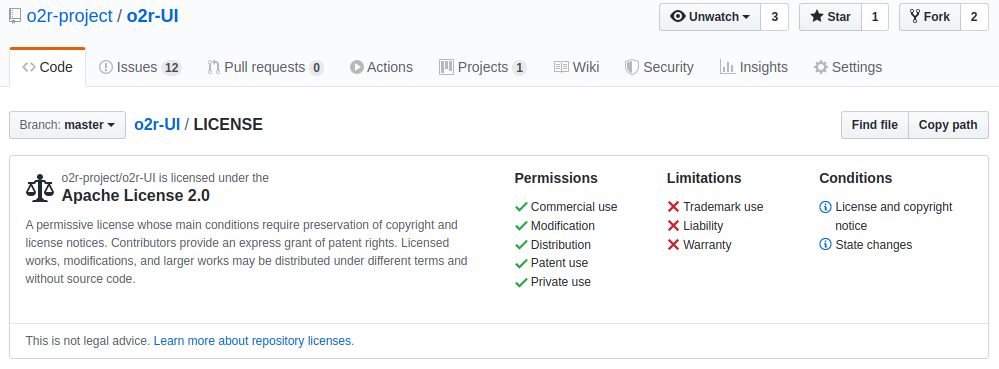 o2r-project / o2r-UI
Unwatch 3 Star 1 Fork 2
Code Issues 12 Pull requests 0 Actions Projects 1 Wiki Security Insights Settings
Branch: master o2r-UI / LICENSE Find file Copy path
o2r-project/o2r-UI is licensed under the
Apache License 2.0
A permissive license whose main conditions require preservation of copyright and
license notices. Contributors provide an express grant of patent rights. Licensed
works, modifications, and larger works may be distributed under different terms and
without source code.
Permissions
Commercial use
Modification
Distribution
Patent use
Private use
Limitations
Trademark use
Liability
Warranty
Conditions
License and copyright
notice
State changes
This is not legal advice. Learn more about repository licenses.